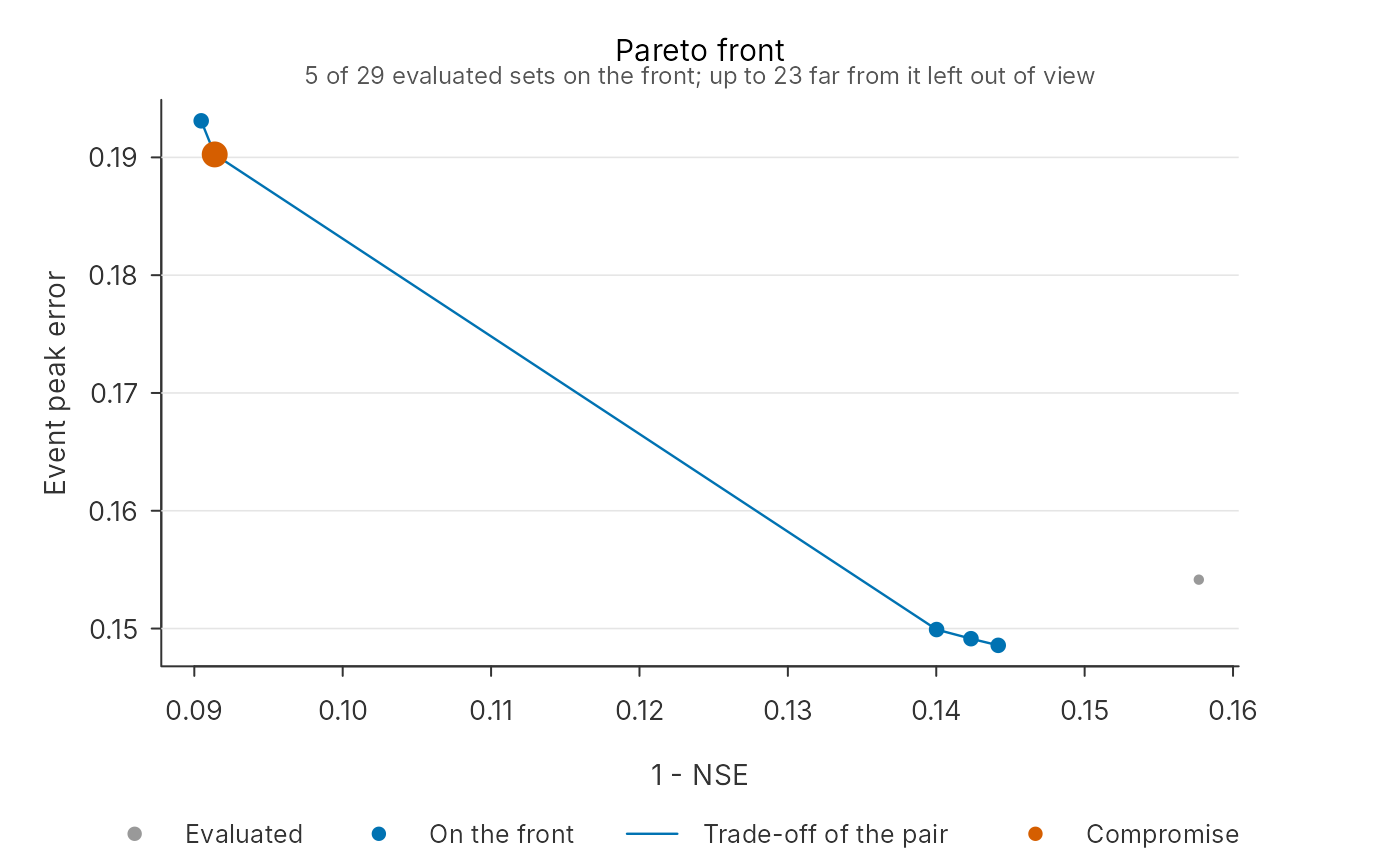 Pareto front
5 of 29 evaluated sets on the front; up to 23 far from it left out of view
Event peak error
0.19
0.18
0.17
0.16
0.15
0.09 0.10 0.11 0.12 0.13 0.14 0.15 0.16
1 - NSE
Evaluated On the front Trade-off of the pair Compromise